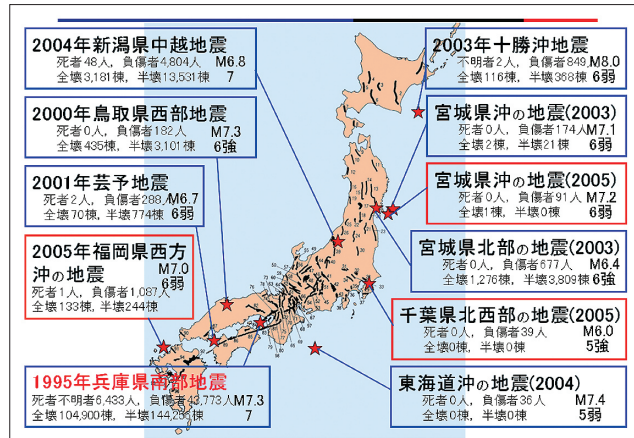 2004年新潟県中越地震
死者48人，負傷者4,804人 M6.8
全壊3,181棟，半壊13,531棟 7
2000年鳥取県西部地震
死者0人，負傷者182人 M7.3
全壊435棟，半壊3,101棟 6強
2001年芸予地震
死者2人，負傷者288人 M6.7
全壊70棟，半壊774棟 6弱
2005年福岡県西方
沖の地震 M7.0
6弱
死者1人，負傷者1,087人
全壊133棟，半壊244棟
1995年兵庫県南部地震
死者不明者6,433人，負傷者43,773人 M7.3
全壊104,900棟，半壊144,256棟 7
2003年十勝沖地震
不明者2人，負傷者849人 M8.0
全壊116棟，半壊368棟 6弱
宮城県沖の地震(2003)
死者0人，負傷者174人 M7.1
全壊2棟，半壊21棟 6弱
宮城県沖の地震(2005)
死者0人，負傷者91人 M7.2
全壊1棟，半壊0棟 6弱
宮城県北部の地震(2003)
死者0人，負傷者677人 M6.4
全壊1,276棟，半壊3,809棟 6強
千葉県北西部の地震(2005)
死者0人，負傷者39人 M6.0
全壊0棟，半壊0棟 5強
東海道沖の地震(2004)
死者0人，負傷者36人 M7.4
全壊0棟，半壊0棟 5弱